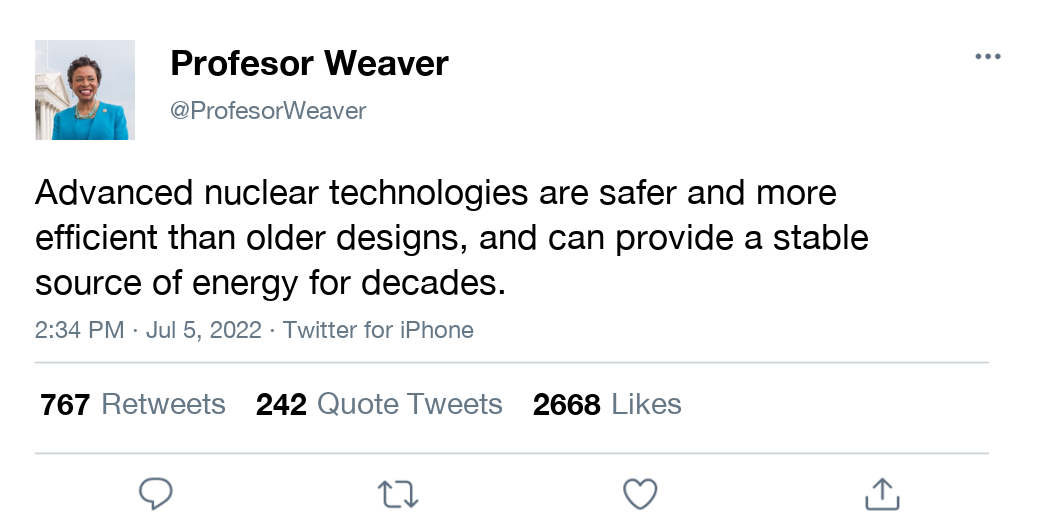 Profesor Weaver
@ProfesorWeaver
Advanced nuclear technologies are safer and more
efficient than older designs, and can provide a stable
source of energy for decades.
2:34 PM · Jul 5, 2022 · Twitter for iPhone
767 Retweets 242 Quote Tweets 2668 Likes